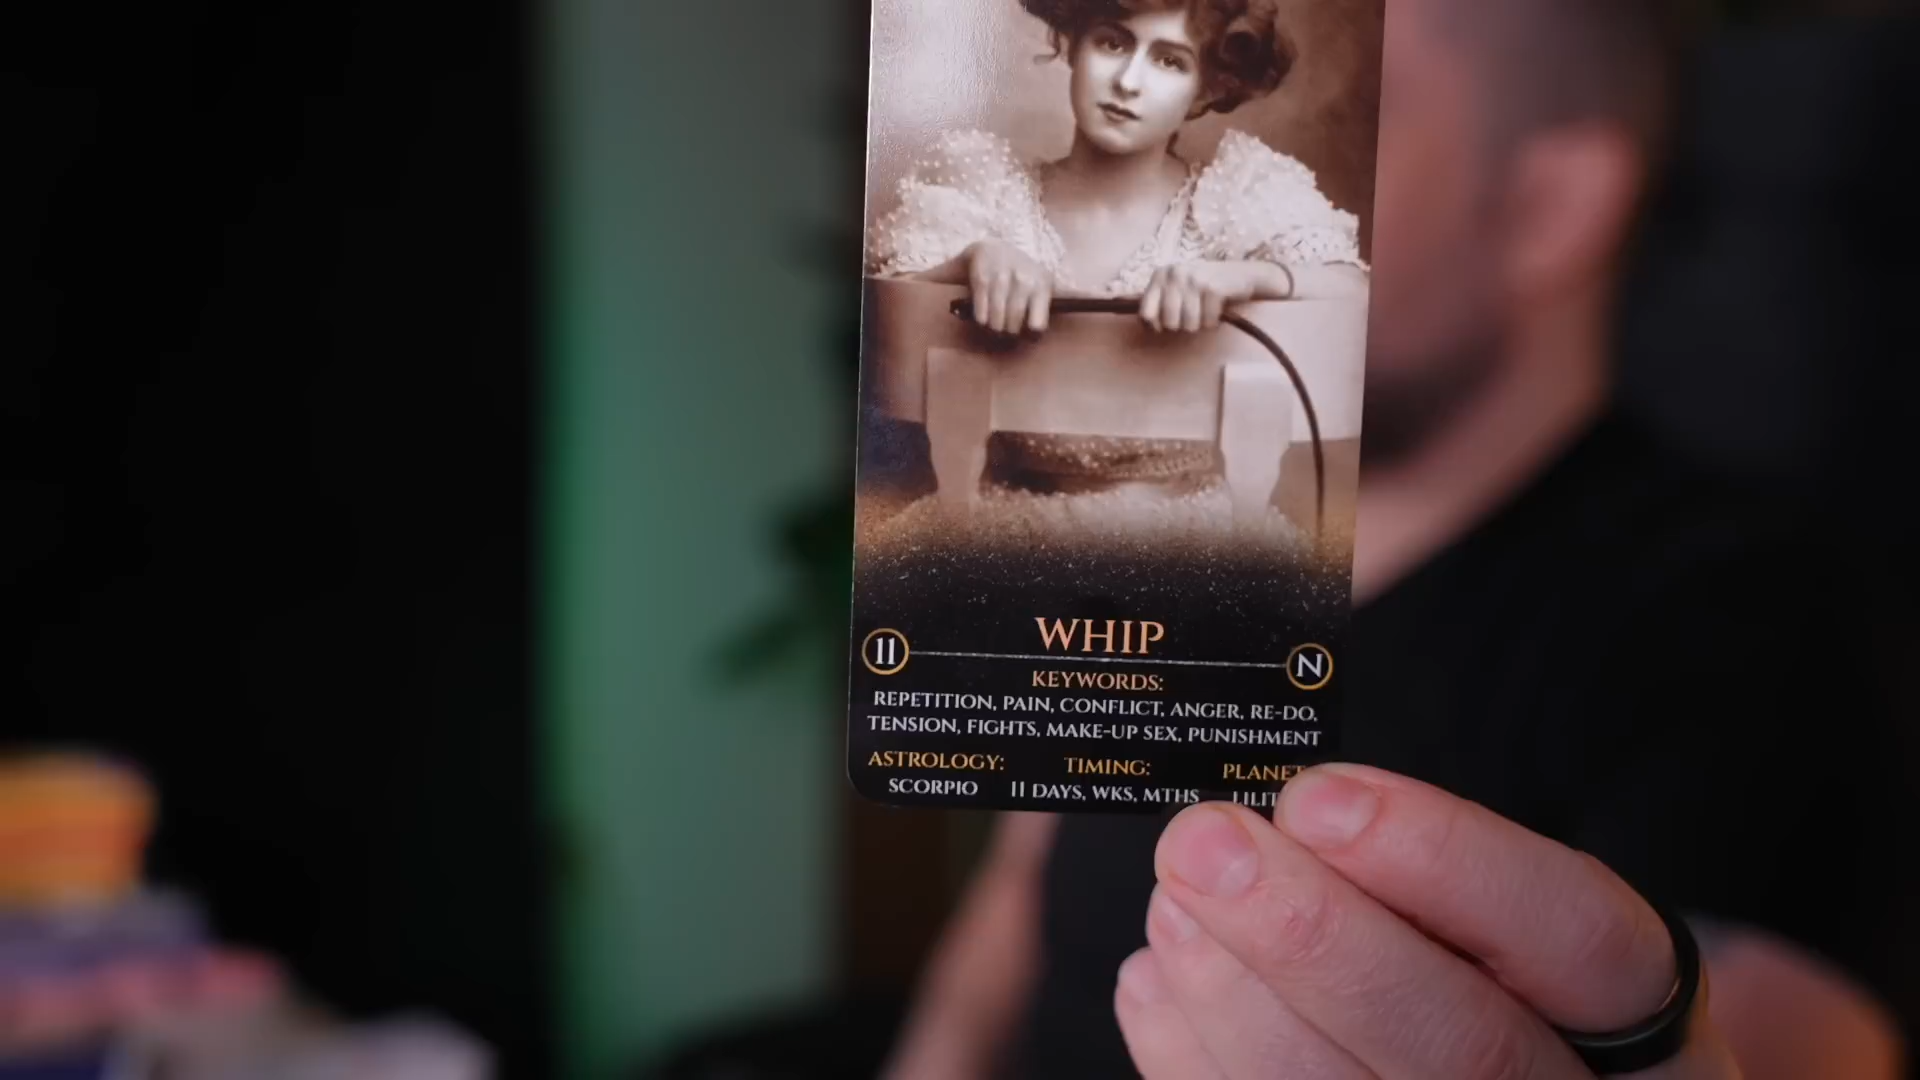 WHIP
11 N
KEYWORDS:
REPETITION, PAIN, CONFLICT, ANGER, RE-DO,
TENSION, FIGHTS, MAKE-UP SEX, PUNISHMENT
ASTROLOGY: TIMING:
SCORPIO 11 DAYS, WKS, MTHS